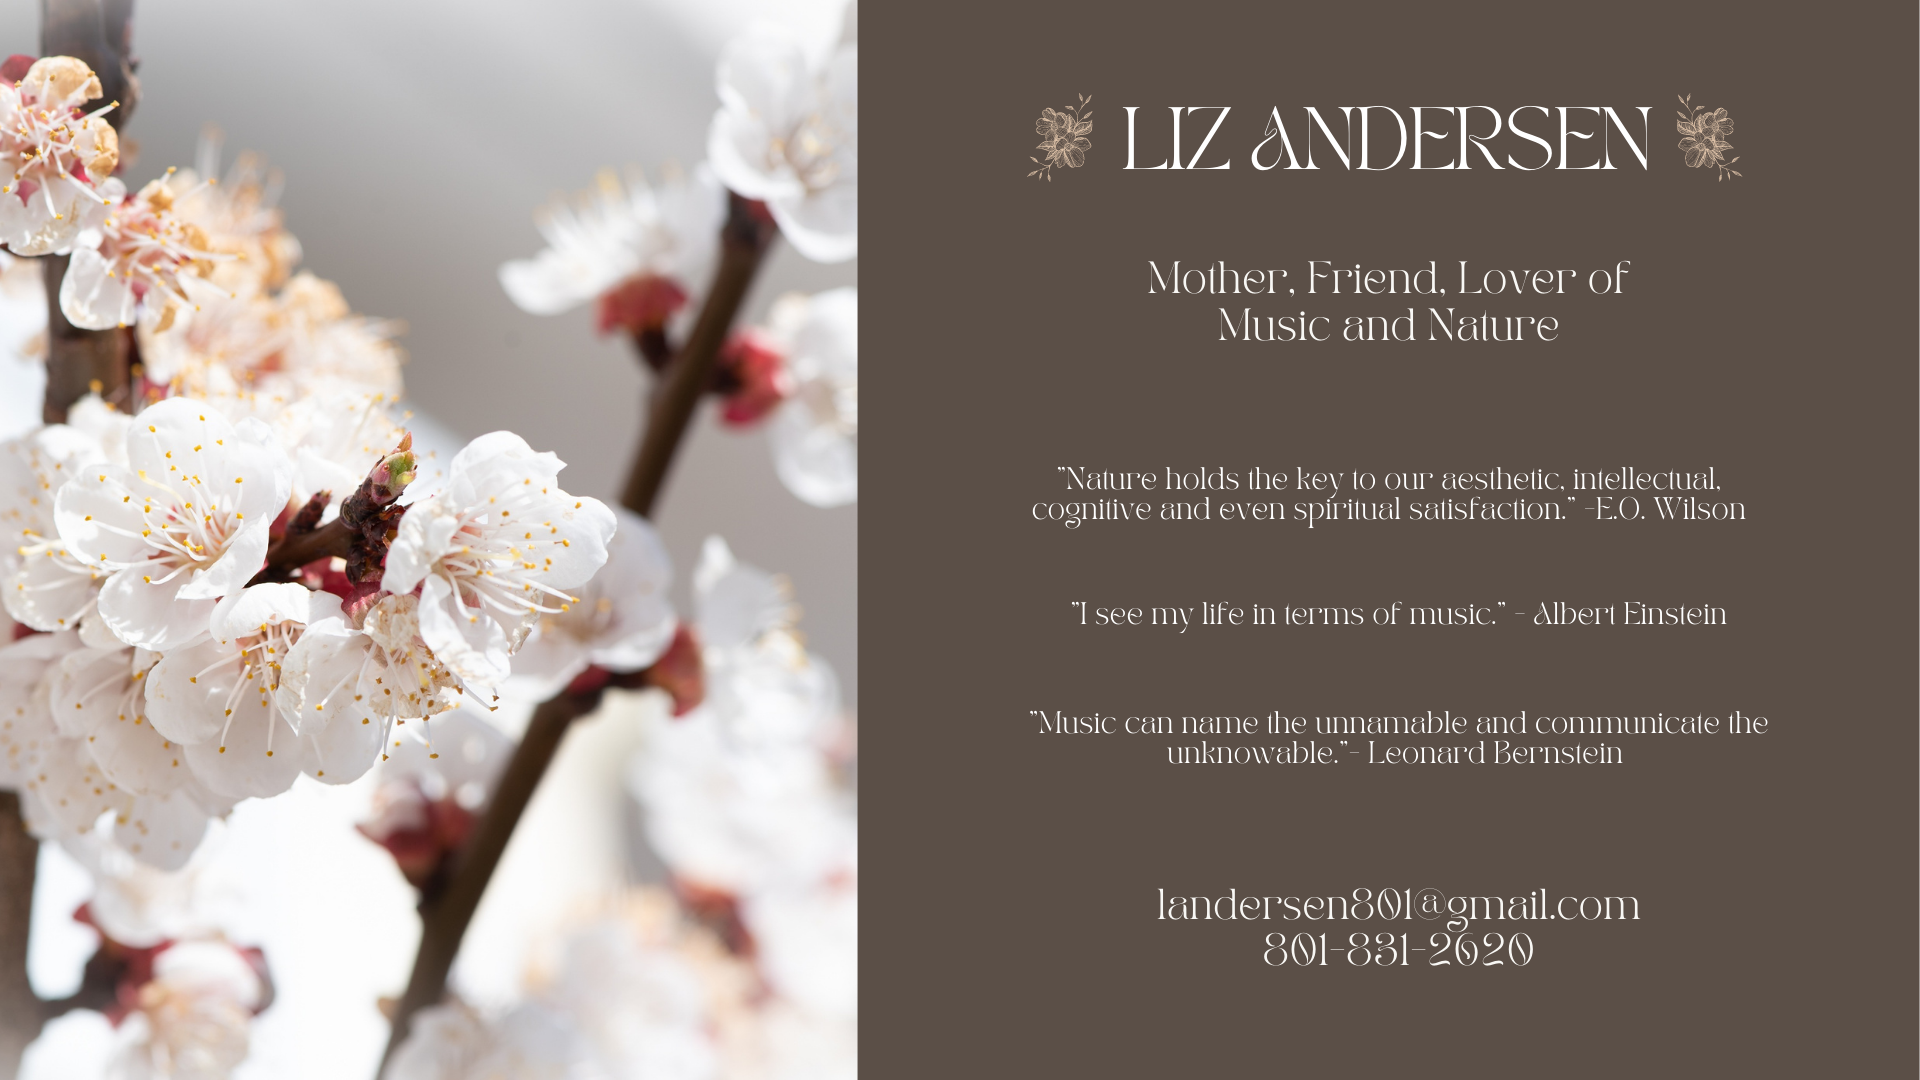 LIZ ANDERSEN
Mother, Friend, Lover of
Music and Nature
"Nature holds the key to our aesthetic, intellectual,
cognitive and even spiritual satisfaction." -E.O. Wilson
"I see my life in terms of music." - Albert Einstein
"Music can name the unnamable and communicate the
unknowable."- Leonard Bernstein
landersen801@gmail.com
801-831-2620